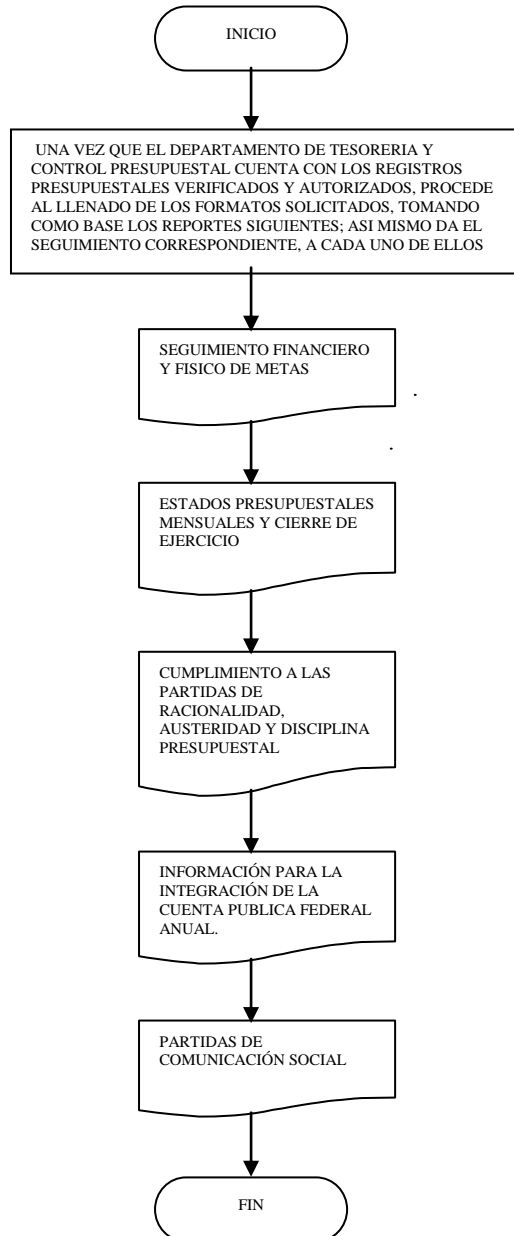 INICIO
UNA VEZ QUE EL DEPARTAMENTO DE TESORERIA Y
CONTROL PRESUPUESTAL CUENTA CON LOS REGISTROS
PRESUPUESTALES VERIFICADOS Y AUTORIZADOS, PROCEDE
AL LLENADO DE LOS FORMATOS SOLICITADOS, TOMANDO
COMO BASE LOS REPORTES SIGUIENTES; ASI MISMO DA EL
SEGUIMIENTO CORRESPONDIENTE, A CADA UNO DE ELLOS
SEGUIMIENTO FINANCIERO
Y FISICO DE METAS
ESTADOS PRESUPUESTALES
MENSUALES Y CIERRE DE
EJERCICIO
CUMPLIMIENTO A LAS
PARTIDAS DE
RACIONALIDAD,
AUSTERIDAD Y DISCIPLINA
PRESUPUESTAL
INFORMACIÓN PARA LA
INTEGRACIÓN DE LA
CUENTA PUBLICA FEDERAL
ANUAL.
PARTIDAS DE
COMUNICACIÓN SOCIAL
FIN